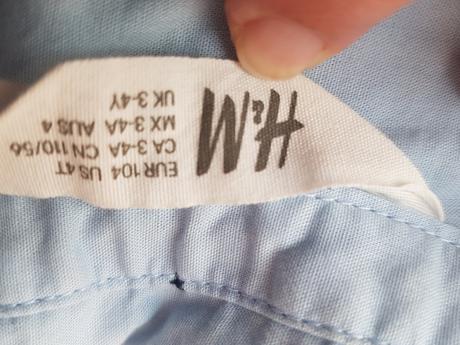 H&M
EUR 104 US 4T
CA 3-4A CN 110/56
MX 3-4A AUS 4
UK 3-4Y